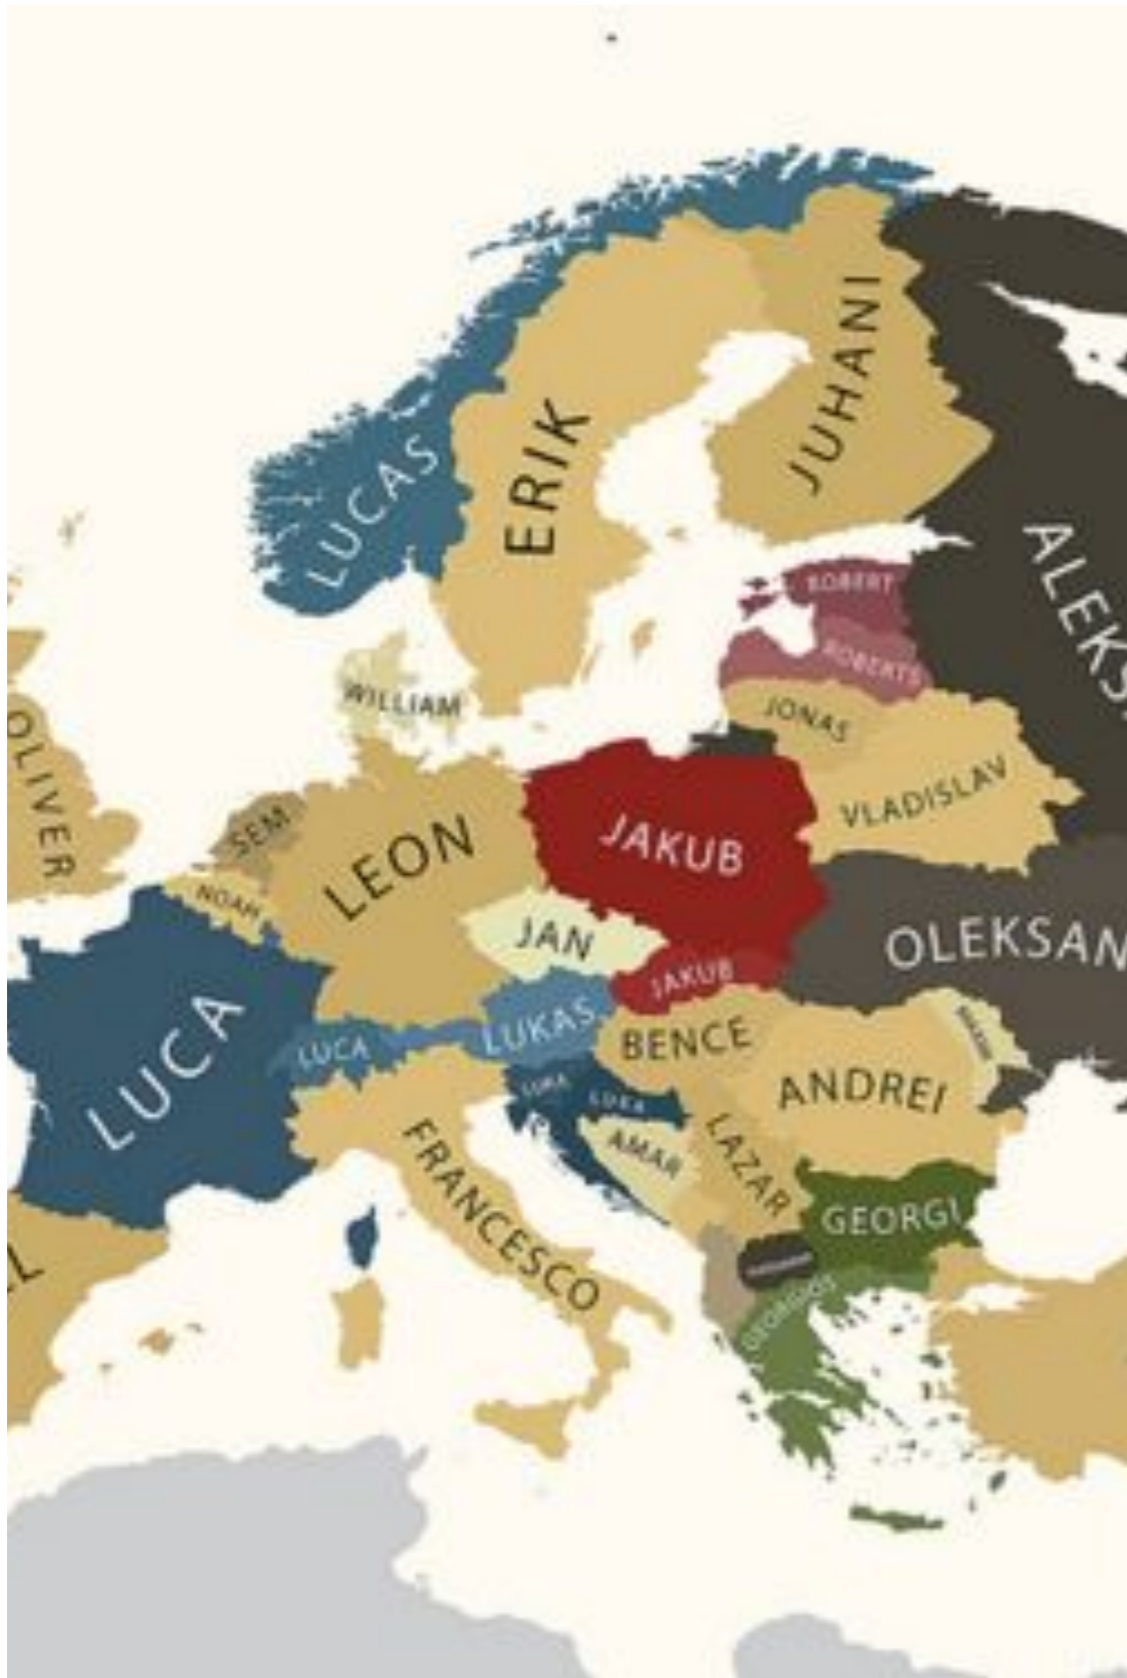 LUCAS
ERIK
JUHANI
ALEKS
ROBERT
ROBERTS
WILLIAM
JONAS
OLIVER
SEM
LEON
JAKUB
VLADISLAV
NOAH
JAN
OLEKSAN
JAKUB
LUCA
LUCA
LUKAS
BENCE
ANDREI
LUKA
LUKA
FRANCESCO
AMAR
LAZAR
GEORGI
L
GEORGIOS